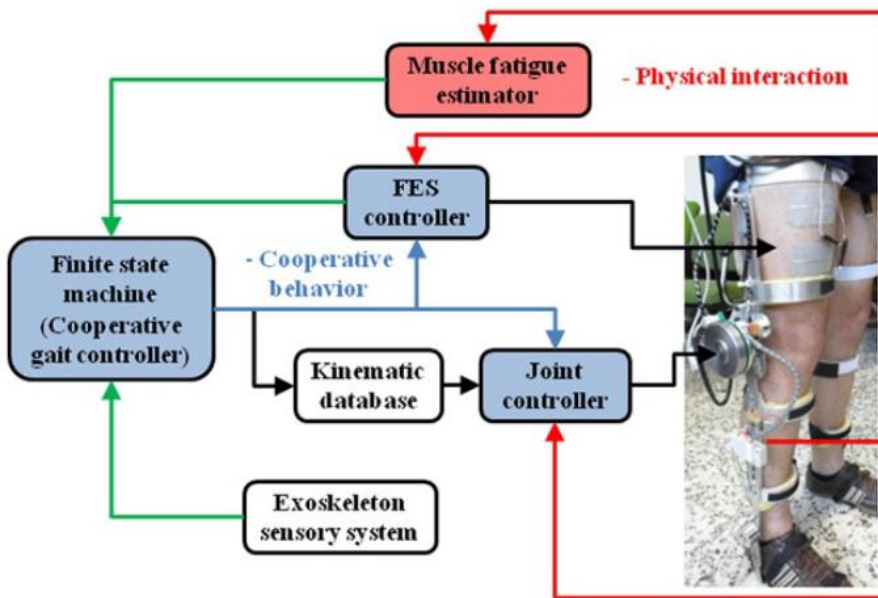 Muscle fatigue
estimator
- Physical interaction
FES
controller
Finite state
machine
(Cooperative
gait controller)
- Cooperative
behavior
Kinematic
database
Joint
controller
Exoskeleton
sensory system